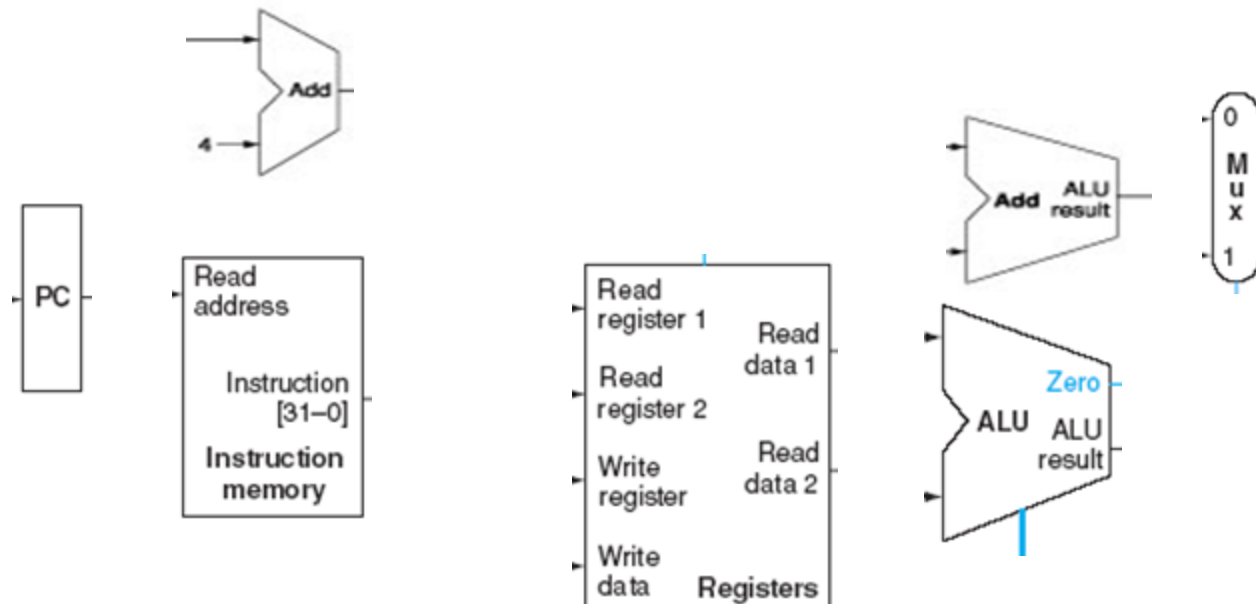 Add
4
PC
Read
address
Instruction
[31–0]
Instruction
memory
Read
register 1
Read
register 2
Write
register
Write
data
Read
data 1
Read
data 2
Registers
Add
ALU
result
0
M
u
x
1
Zero
ALU
ALU
result